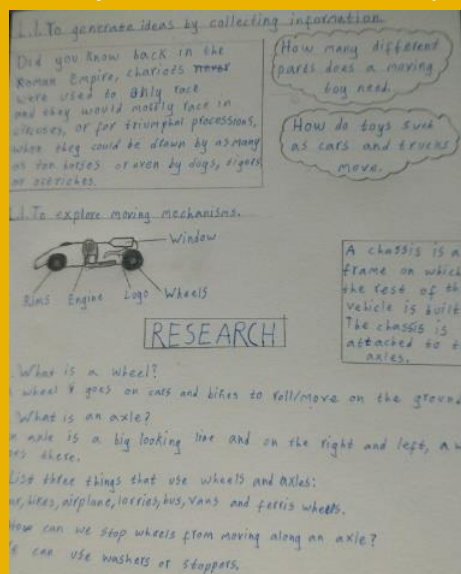 L.I. To generate ideas by collecting information.
Did you know back in the
Roman Empire, chariots never
were used to only race
and they would mostly race in
circuses, or for triumphal processions,
when they could be drawn by as many
as ten horses or even by dogs, tigers
or ostriches.
How many different
parts does a moving
toy need.
How do toys such
as cars and trucks
move.
L.I. To explore moving mechanisms.
Window
Rims Engine Logo Wheels
A chassis is a
frame on which
the rest of th
vehicle is built
The chassis is
attached to t
axles.
RESEARCH
What is a wheel?
wheel goes on cars and bikes to roll/move on the ground
What is an axle?
n axle is a big looking line and on the right and left, a w
es there.
List three things that use wheels and axles:
ar, bikes, airplane, lorries, bus, vans and ferris wheels.
How can we stop wheels from moving along an axle?
e can use washers or stoppers.